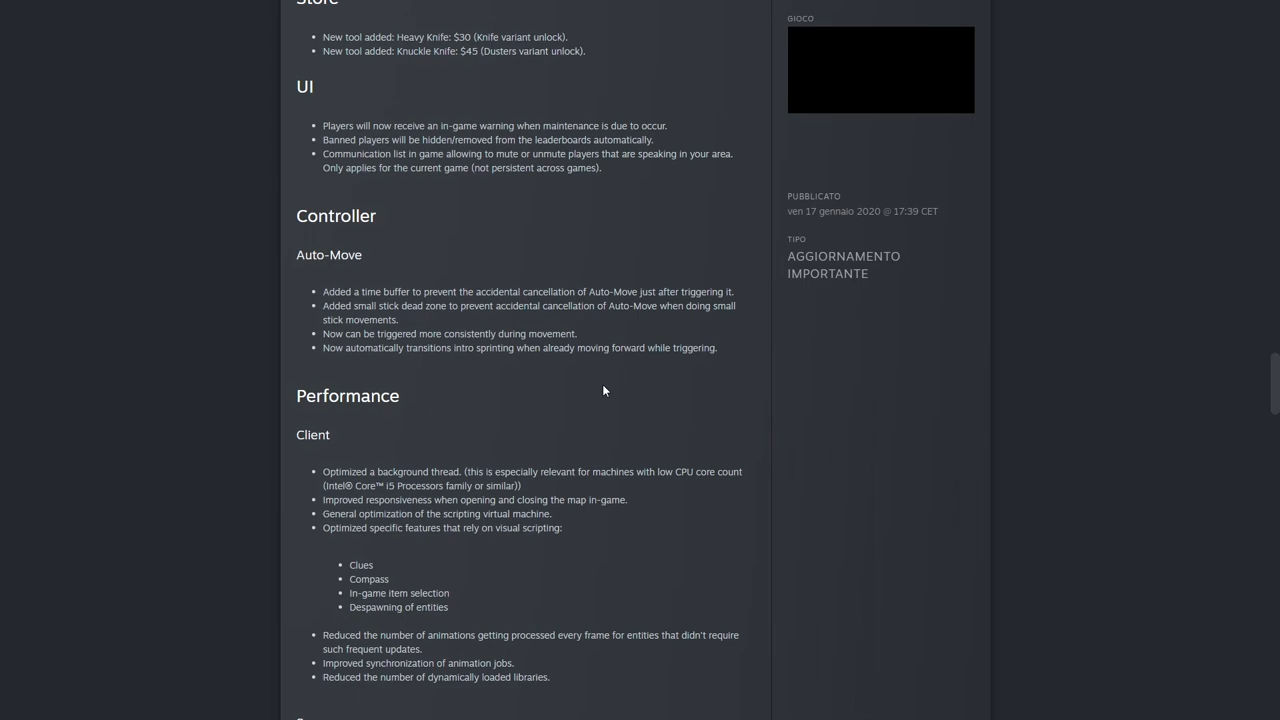 Store
New tool added: Heavy Knife: $30 (Knife variant unlock).
New tool added: Knuckle Knife: $45 (Dusters variant unlock).
UI
Players will now receive an in-game warning when maintenance is due to occur.
Banned players will be hidden/removed from the leaderboards automatically.
Communication list in game allowing to mute or unmute players that are speaking in your area.
Only applies for the current game (not persistent across games).
Controller
Auto-Move
Added a time buffer to prevent the accidental cancellation of Auto-Move just after triggering it.
Added small stick dead zone to prevent accidental cancellation of Auto-Move when doing small
stick movements.
Now can be triggered more consistently during movement.
Now automatically transitions intro sprinting when already moving forward while triggering.
Performance
Client
Optimized a background thread. (this is especially relevant for machines with low CPU core count
(Intel® Core™ i5 Processors family or similar))
Improved responsiveness when opening and closing the map in-game.
General optimization of the scripting virtual machine.
Optimized specific features that rely on visual scripting:
Clues
Compass
In-game item selection
Despawning of entities
Reduced the number of animations getting processed every frame for entities that didn't require
such frequent updates.
Improved synchronization of animation jobs.
Reduced the number of dynamically loaded libraries.
GIOCO
PUBBLICATO
ven 17 gennaio 2020 @ 17:39 CET
TIPO
AGGIORNAMENTO
IMPORTANTE